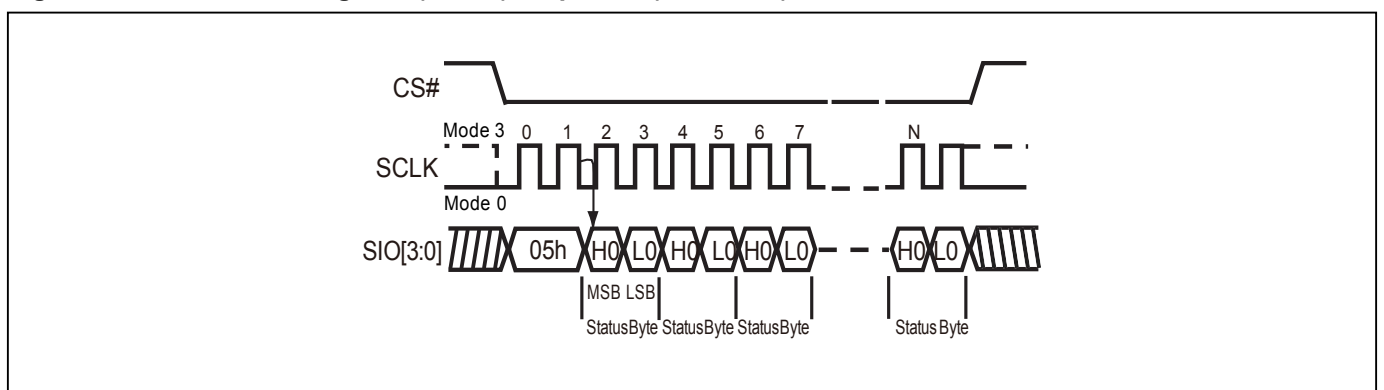 CS#
Mode 3 0 1 2 3 4 5 6 7 N
SCLK
Mode 0
SIO[3:0] 05h H0 L0 H0 L0 H0 L0 H0 L0
MSB LSB
StatusByte StatusByte StatusByte Status Byte